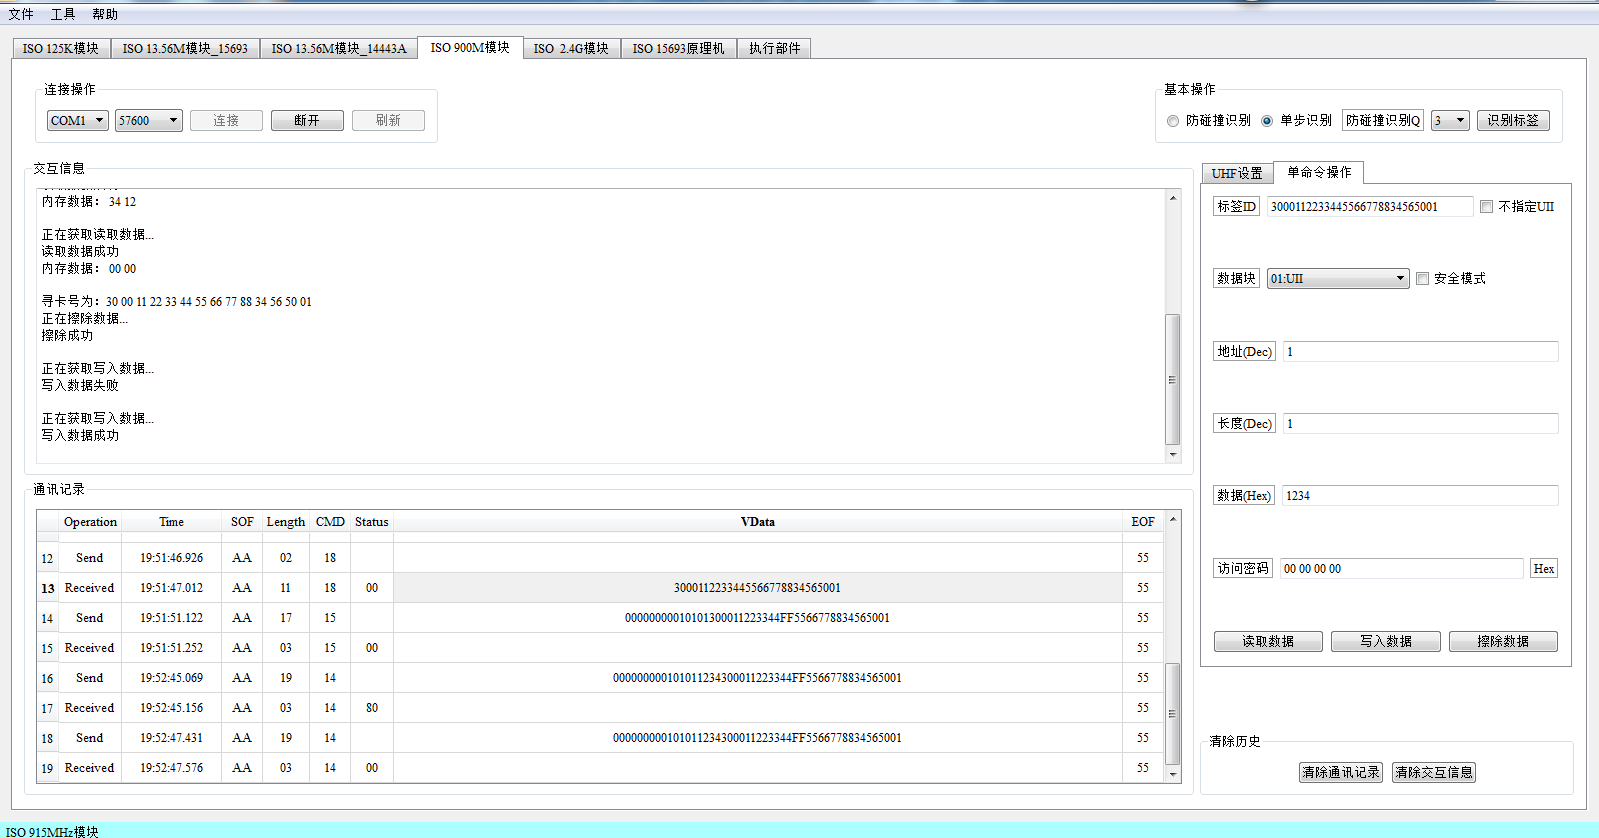 文件 工具 帮助
ISO 125K模块 ISO 13.56M模块_15693 ISO 13.56M模块_14443A ISO 900M模块 ISO 2.4G模块 ISO 15693原理机 执行部件
连接操作
COM1 57600 连接 断开 刷新
基本操作
防碰撞识别 单步识别 防碰撞识别Q 3 识别标签
交互信息
内存数据： 34 12
正在获取读取数据...
读取数据成功
内存数据： 00 00
寻卡号为：30 00 11 22 33 44 55 66 77 88 34 56 50 01
正在擦除数据...
擦除成功
正在获取写入数据...
写入数据失败
正在获取写入数据...
写入数据成功
UHF设置 单命令操作
标签ID 3000112233445566778834565001 不指定UII
数据块 01:UII 安全模式
地址(Dec) 1
长度(Dec) 1
数据(Hex) 1234
访问密码 00 00 00 00 Hex
读取数据 写入数据 擦除数据
通讯记录
Operation Time SOF Length CMD Status VData EOF
12 Send 19:51:46.926 AA 02 18 55
13 Received 19:51:47.012 AA 11 18 00 3000112233445566778834565001 55
14 Send 19:51:51.122 AA 17 15 00000000010101300011223344FF5566778834565001 55
15 Received 19:51:51.252 AA 03 15 00 55
16 Send 19:52:45.069 AA 19 14 000000000101011234300011223344FF5566778834565001 55
17 Received 19:52:45.156 AA 03 14 80 55
18 Send 19:52:47.431 AA 19 14 000000000101011234300011223344FF5566778834565001 55
19 Received 19:52:47.576 AA 03 14 00 55
清除历史
清除通讯记录 清除交互信息
ISO 915MHz模块